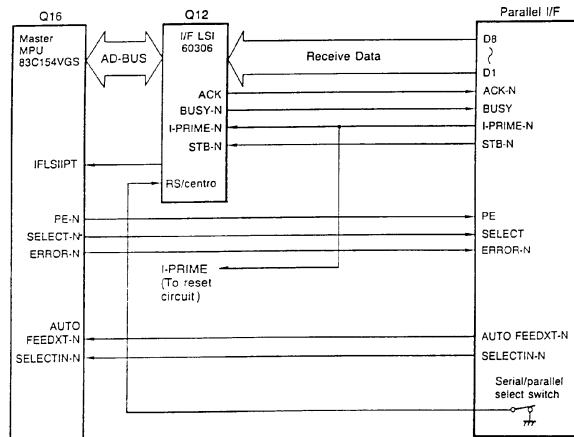 Q16
Q12
Parallel I/F
Master
MPU
83C154VGS
AD-BUS
I/F LSI
60306
Receive Data
D8
D1
ACK
ACK-N
BUSY-N
BUSY
I-PRIME-N
I-PRIME-N
STB-N
STB-N
IFLSIIPT
RS/centro
PE-N
PE
SELECT-N
SELECT
ERROR-N
ERROR-N
I-PRIME
(To reset
circuit)
AUTO
FEEDXT-N
AUTO FEEDXT-N
SELECTIN-N
SELECTIN-N
Serial/parallel
select switch